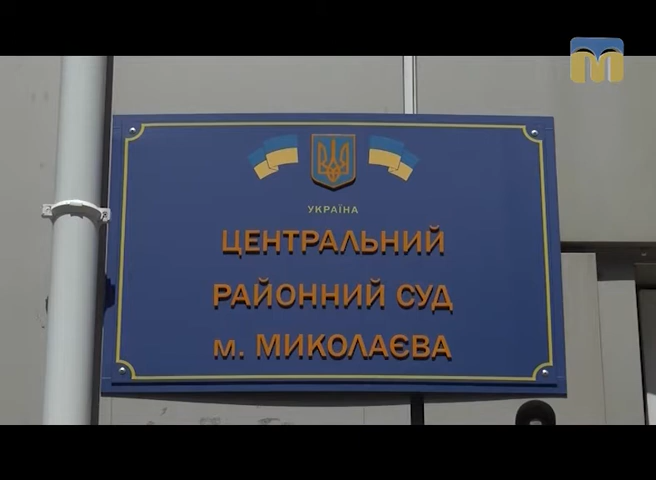 М
УКРАЇНА
ЦЕНТРАЛЬНИЙ
РАЙОННИЙ СУД
м. МИКОЛАЄВА